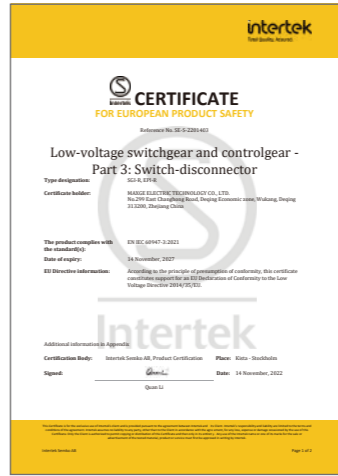 intertek
Total Quality. Assured.
S
Intertek
CERTIFICATE
FOR EUROPEAN PRODUCT SAFETY
Reference No. SE-S-2201403
Low-voltage switchgear and controlgear -
Part 3: Switch-disconnector
Type designation:
Certificate holder: MAXGE ELECTRIC TECHNOLOGY CO., LTD.
No.299 East Changhong Road, Deqing Economic zone, Wukang, Deqing
313200, Zhejiang China
The product complies with
the standard(s): EN IEC 60947-3:2021
Date of expiry: 14 November, 2027
EU Directive information: According to the principle of presumption of conformity, this certificate
constitutes support for an EU Declaration of Conformity to the Low
Voltage Directive 2014/35/EU.
Intertek
Additional information in Appendix
Certification Body: Intertek Semko AB, Product Certification Place: Kista - Stockholm
Signed: Date: 14 November, 2022
Quan Li
Intertek Semko AB Page 1 of 2